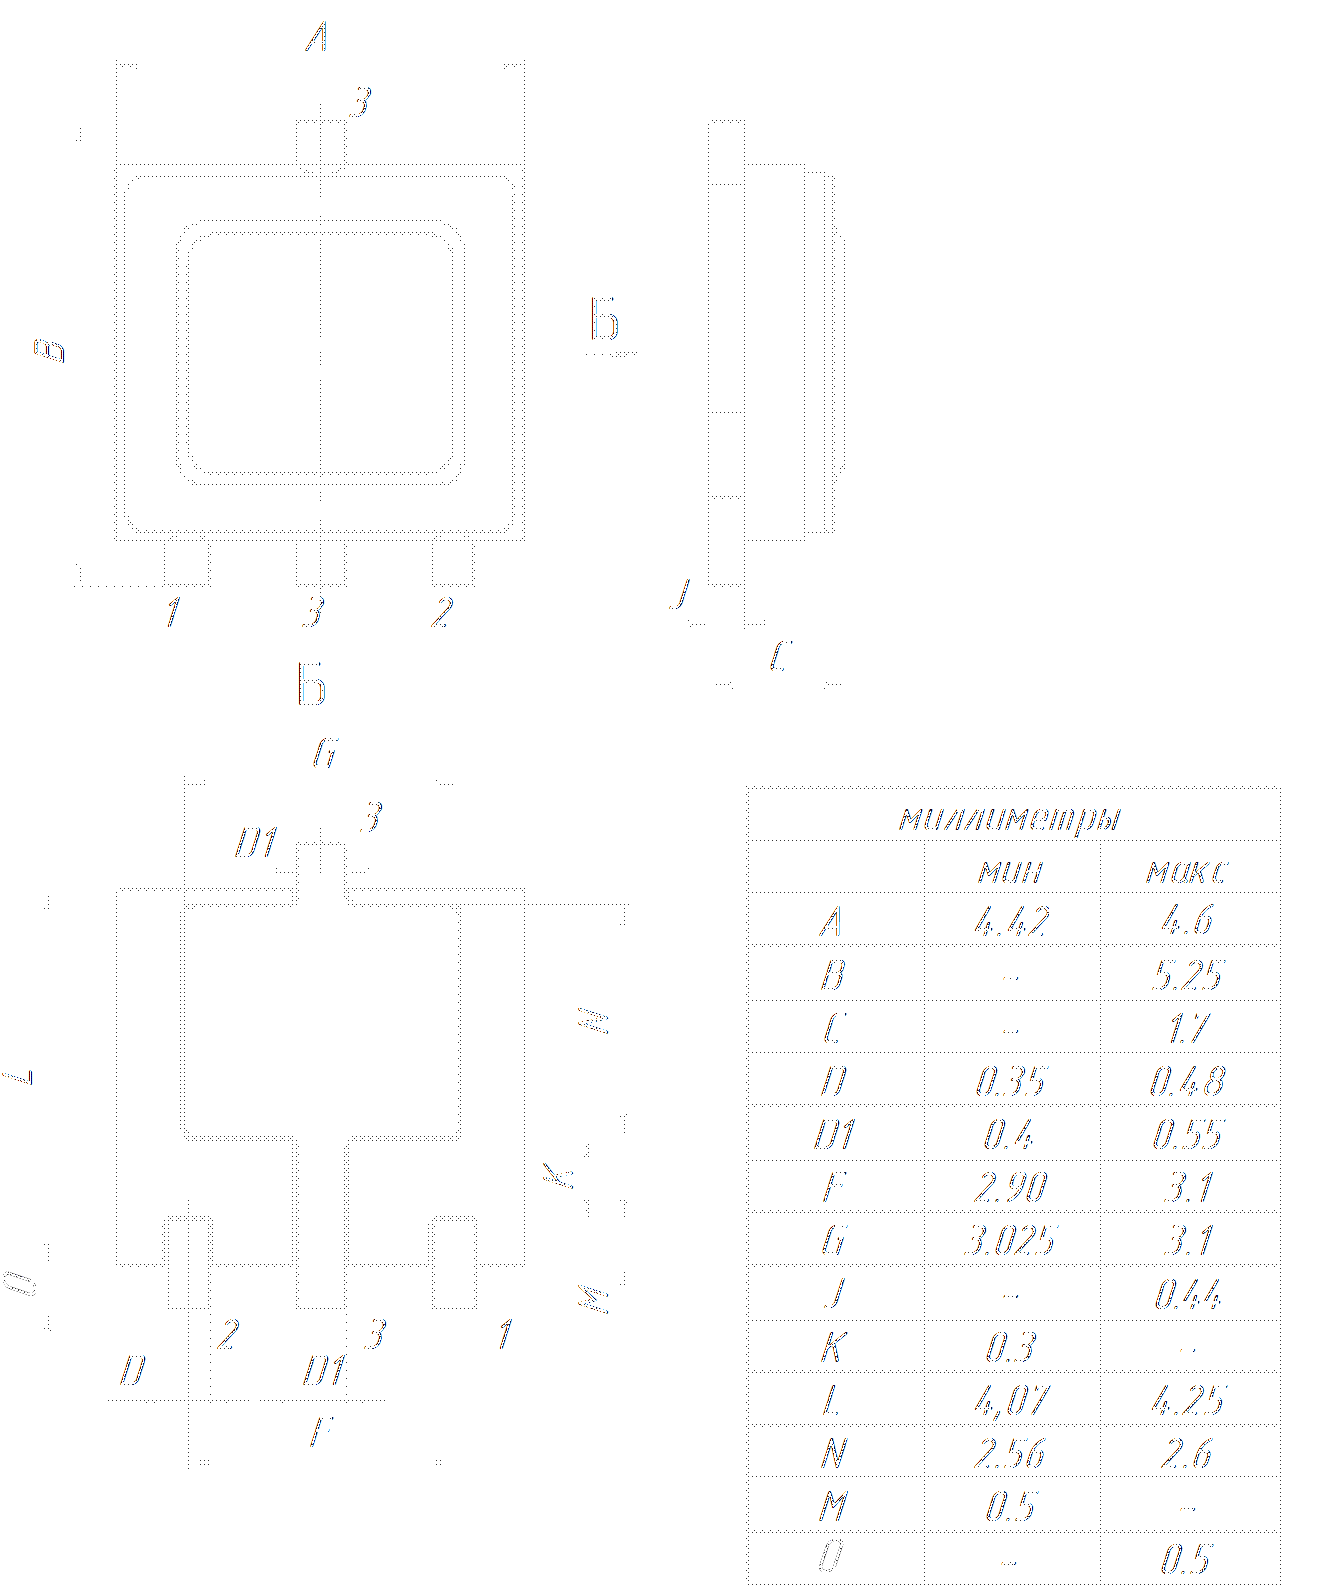 A
3
B
Б
1 3 2
J
C
Б
G
D1 3
L
N
K
M
O
2 3 1
D D1
F
миллиметры
мин макс
A 4.42 4.6
B – 5.25
C – 1.7
D 0.35 0.48
D1 0.4 0.55
F 2.90 3.1
G 3.025 3.1
J – 0.44
K 0.3 –
L 4,07 4.25
N 2.56 2.6
M 0.5 –
O – 0.5